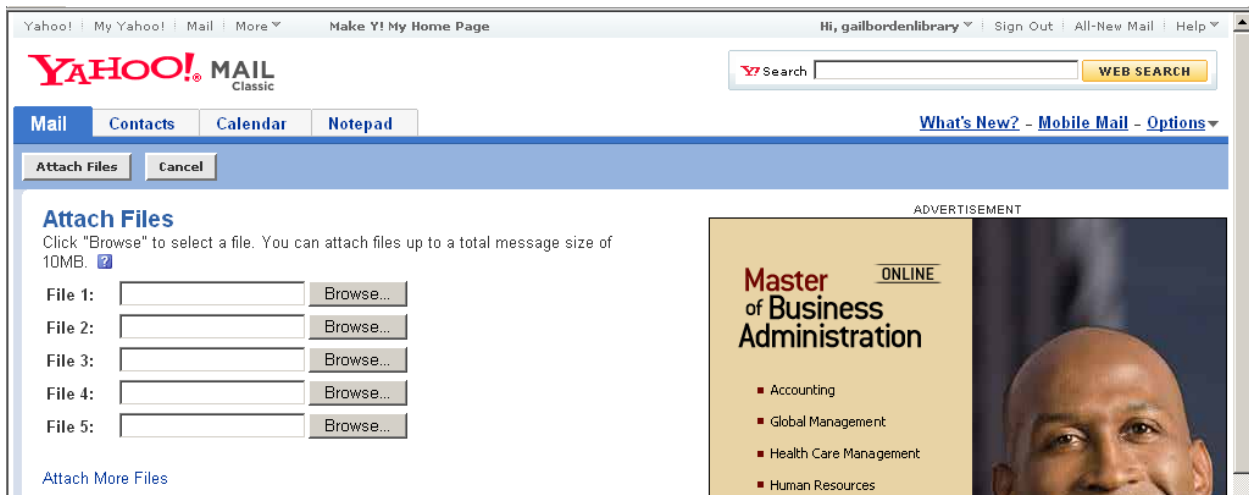 Yahoo! My Yahoo! Mail More Make Y! My Home Page Hi, gailbordenlibrary Sign Out All-New Mail Help
YAHOO!® MAIL
Classic
Y! Search WEB SEARCH
Mail Contacts Calendar Notepad What's New? - Mobile Mail - Options
Attach Files Cancel
Attach Files
Click "Browse" to select a file. You can attach files up to a total message size of
10MB. ?
File 1: Browse...
File 2: Browse...
File 3: Browse...
File 4: Browse...
File 5: Browse...
Attach More Files
ADVERTISEMENT
Master ONLINE
of Business
Administration
Accounting
Global Management
Health Care Management
Human Resources